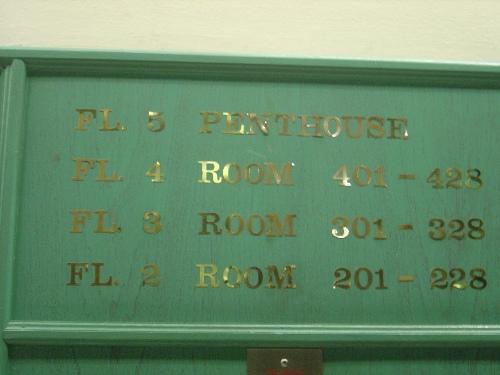 FL. 5 PENTHOUSE
FL. 4 ROOM 401 - 428
FL. 3 ROOM 301 - 328
FL. 2 ROOM 201 - 228